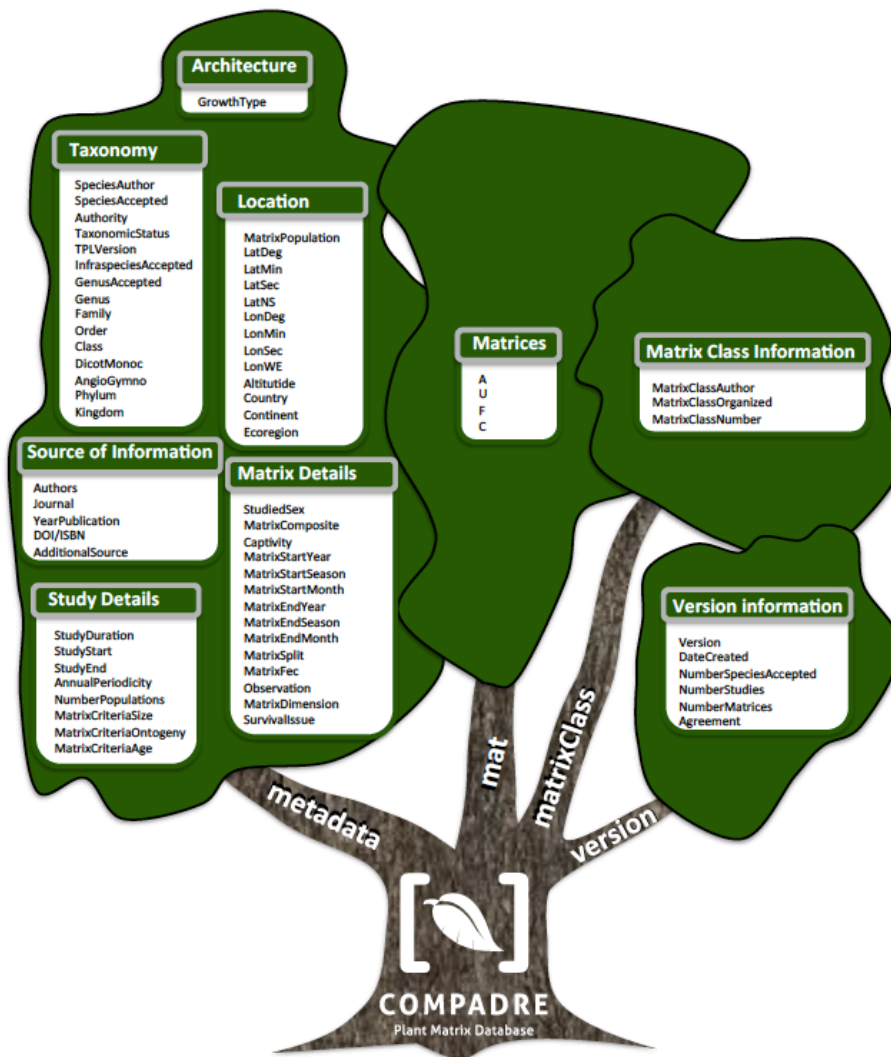 Architecture
GrowthType
Taxonomy
SpeciesAuthor
SpeciesAccepted
Authority
TaxonomicStatus
TPLVersion
InfraspeciesAccepted
GenusAccepted
Genus
Family
Order
Class
DicotMonoc
AngioGymno
Phylum
Kingdom
Location
MatrixPopulation
LatDeg
LatMin
LatSec
LatNS
LonDeg
LonMin
LonSec
LonWE
Altitutide
Country
Continent
Ecoregion
Source of Information
Authors
Journal
YearPublication
DOI/ISBN
AdditionalSource
Matrix Details
StudiedSex
MatrixComposite
Captivity
MatrixStartYear
MatrixStartSeason
MatrixStartMonth
MatrixEndYear
MatrixEndSeason
MatrixEndMonth
MatrixSplit
MatrixFec
Observation
MatrixDimension
SurvivalIssue
Study Details
StudyDuration
StudyStart
StudyEnd
AnnualPeriodicity
NumberPopulations
MatrixCriteriaSize
MatrixCriteriaOntogeny
MatrixCriteriaAge
Matrices
A
U
F
C
Matrix Class Information
MatrixClassAuthor
MatrixClassOrganized
MatrixClassNumber
Version information
Version
DateCreated
NumberSpeciesAccepted
NumberStudies
NumberMatrices
Agreement
metadata
mat
matrixClass
version
COMPADRE
Plant Matrix Database